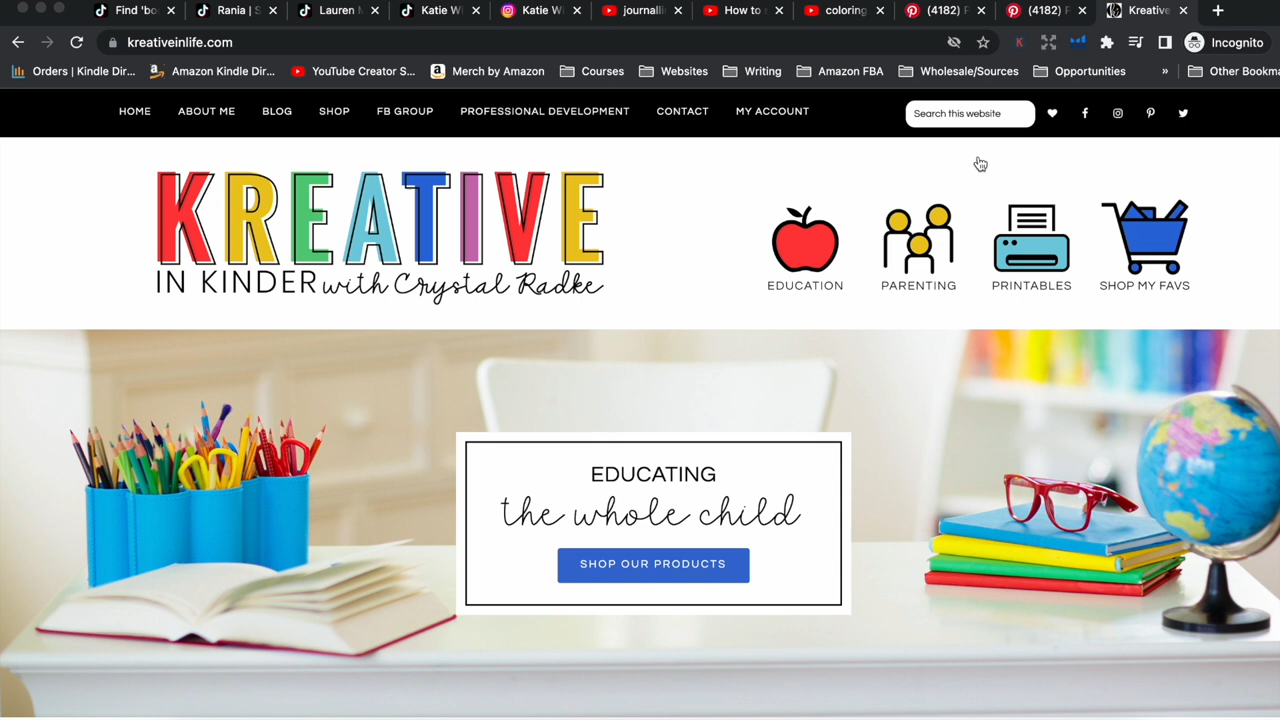 Find 'bo
Rania | S
Lauren M
Katie W
Katie Wi
journalli
How to
coloring
(4182) P
(4182) P
Kreative
kreativeinlife.com
Incognito
Orders | Kindle Dir...
Amazon Kindle Dir...
YouTube Creator S...
Merch by Amazon
Courses
Websites
Writing
Amazon FBA
Wholesale/Sources
Opportunities
»
Other Bookma
HOME
ABOUT ME
BLOG
SHOP
FB GROUP
PROFESSIONAL DEVELOPMENT
CONTACT
MY ACCOUNT
Search this website
KREATIVE
IN KINDER with Crystal Radke
EDUCATION
PARENTING
PRINTABLES
SHOP MY FAVS
EDUCATING
the whole child
SHOP OUR PRODUCTS